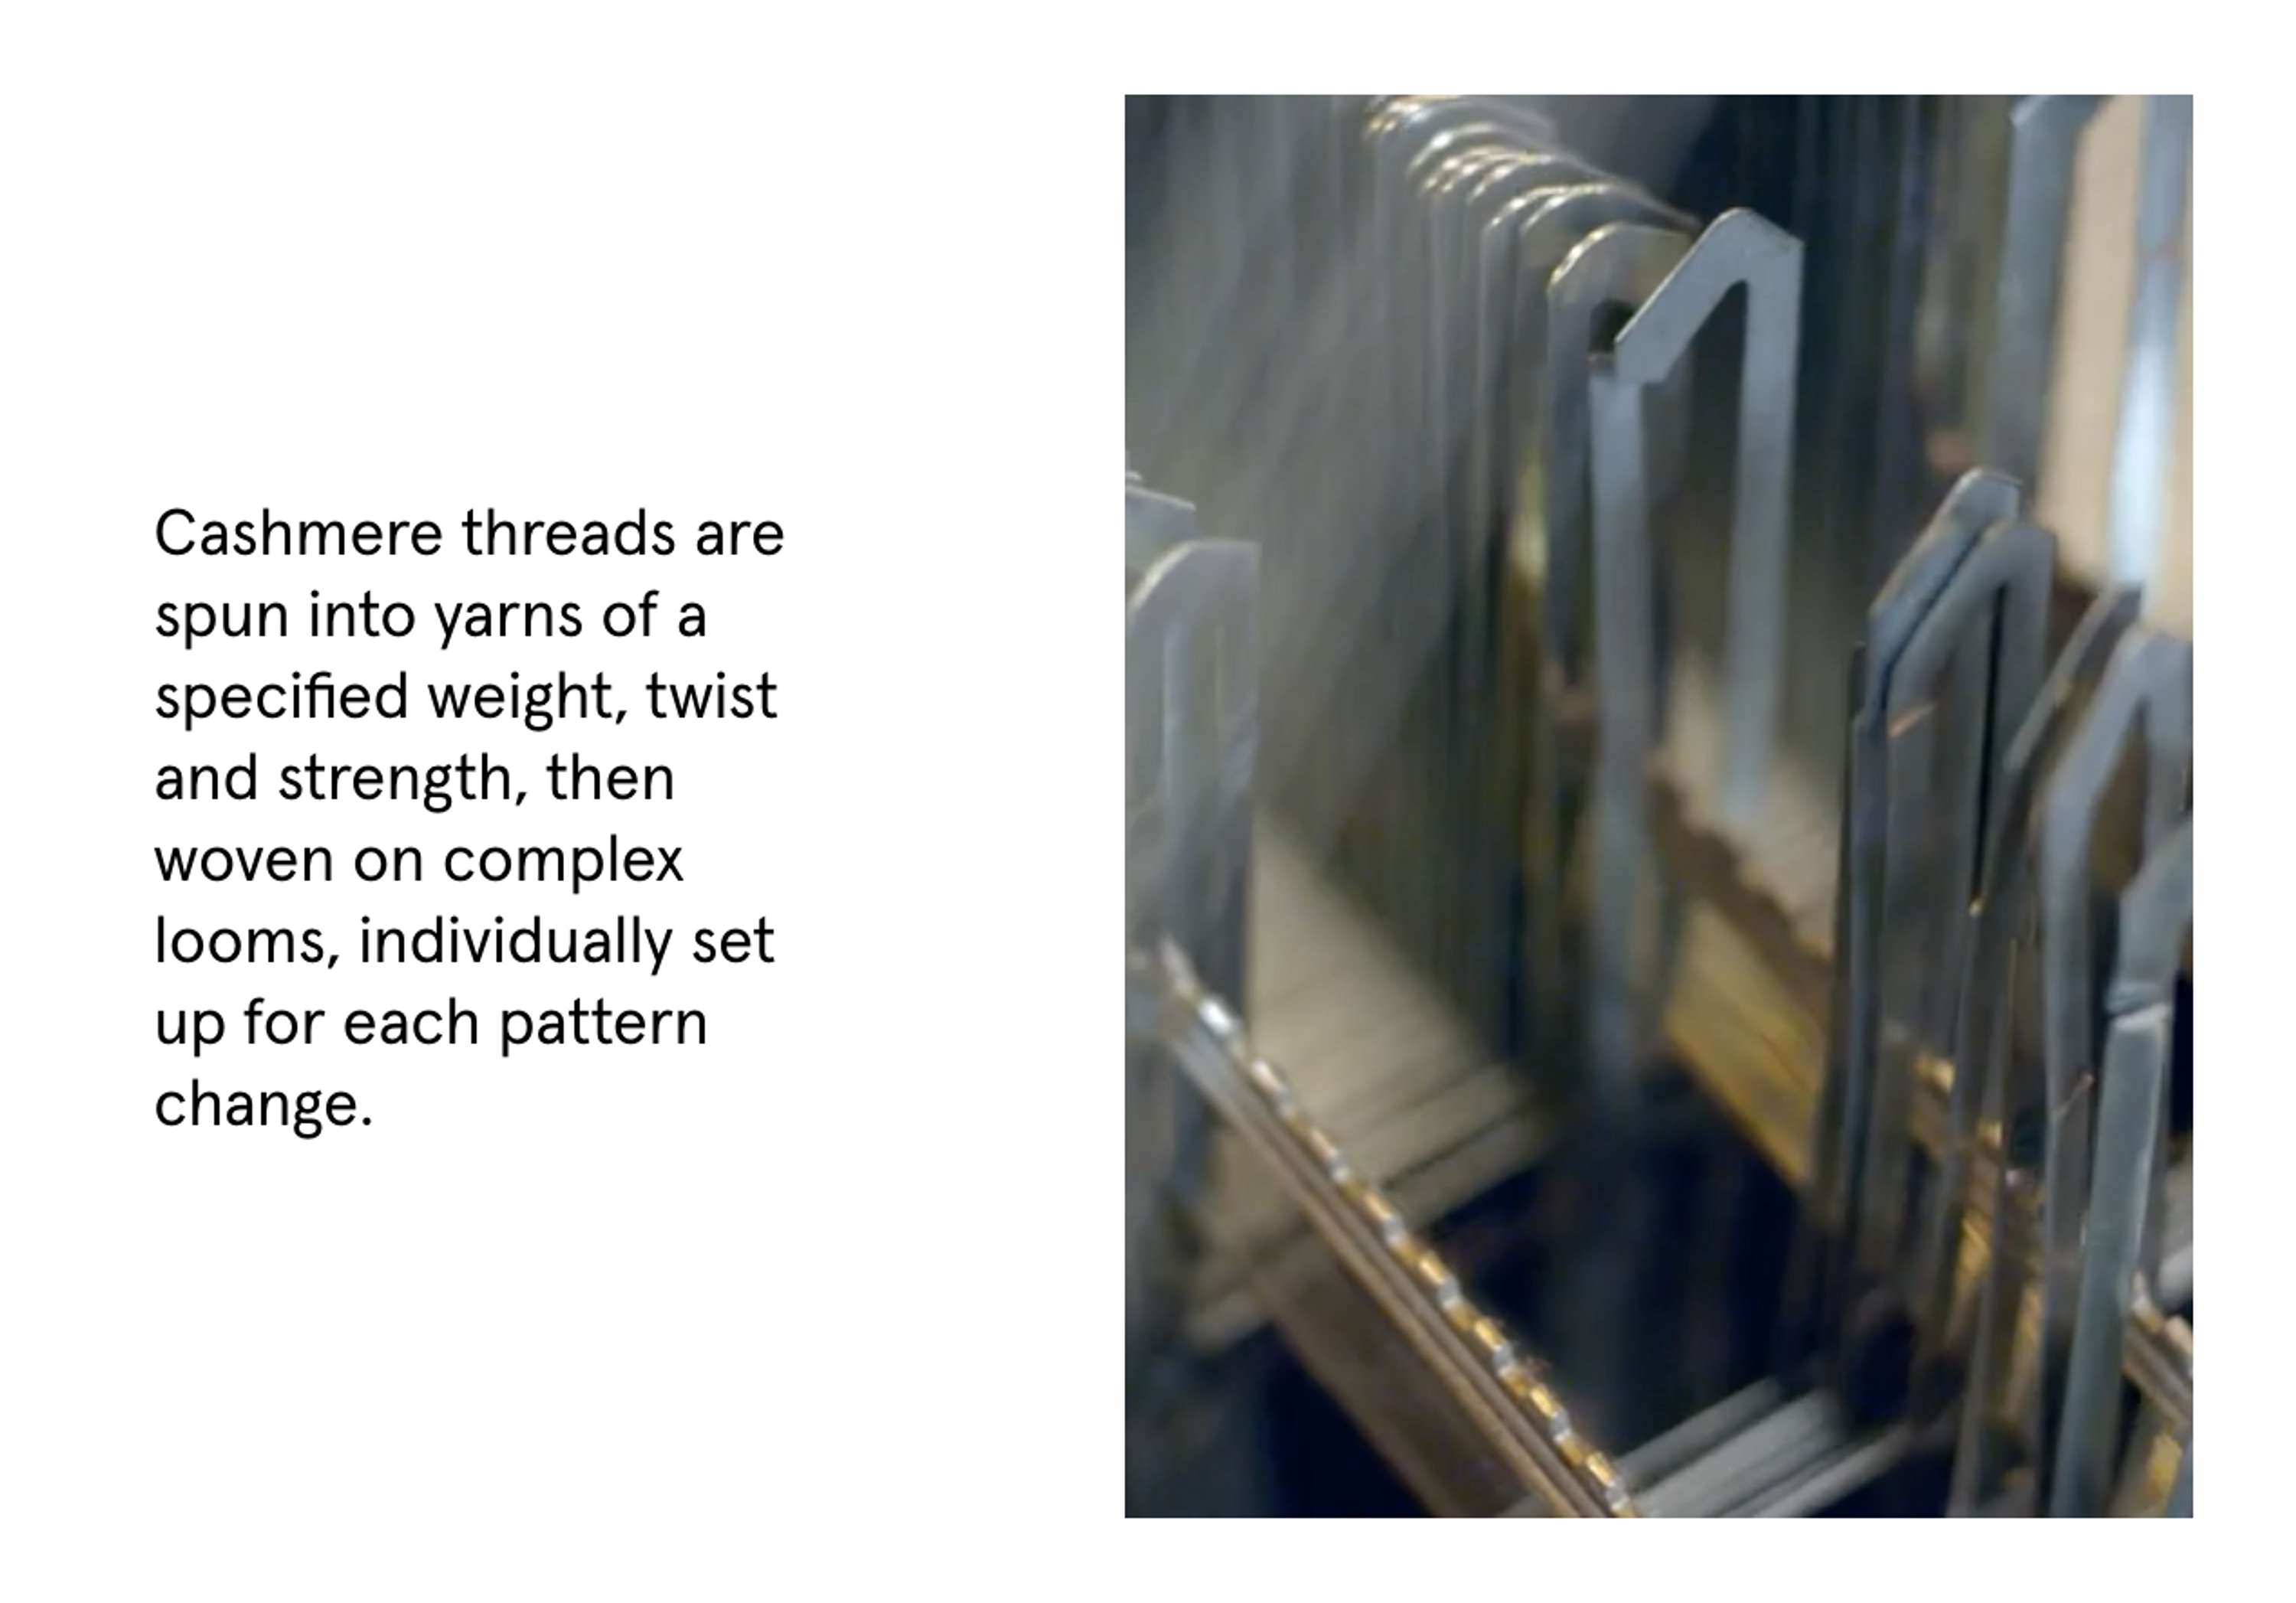 Cashmere threads are
spun into yarns of a
specified weight, twist
and strength, then
woven on complex
looms, individually set
up for each pattern
change.